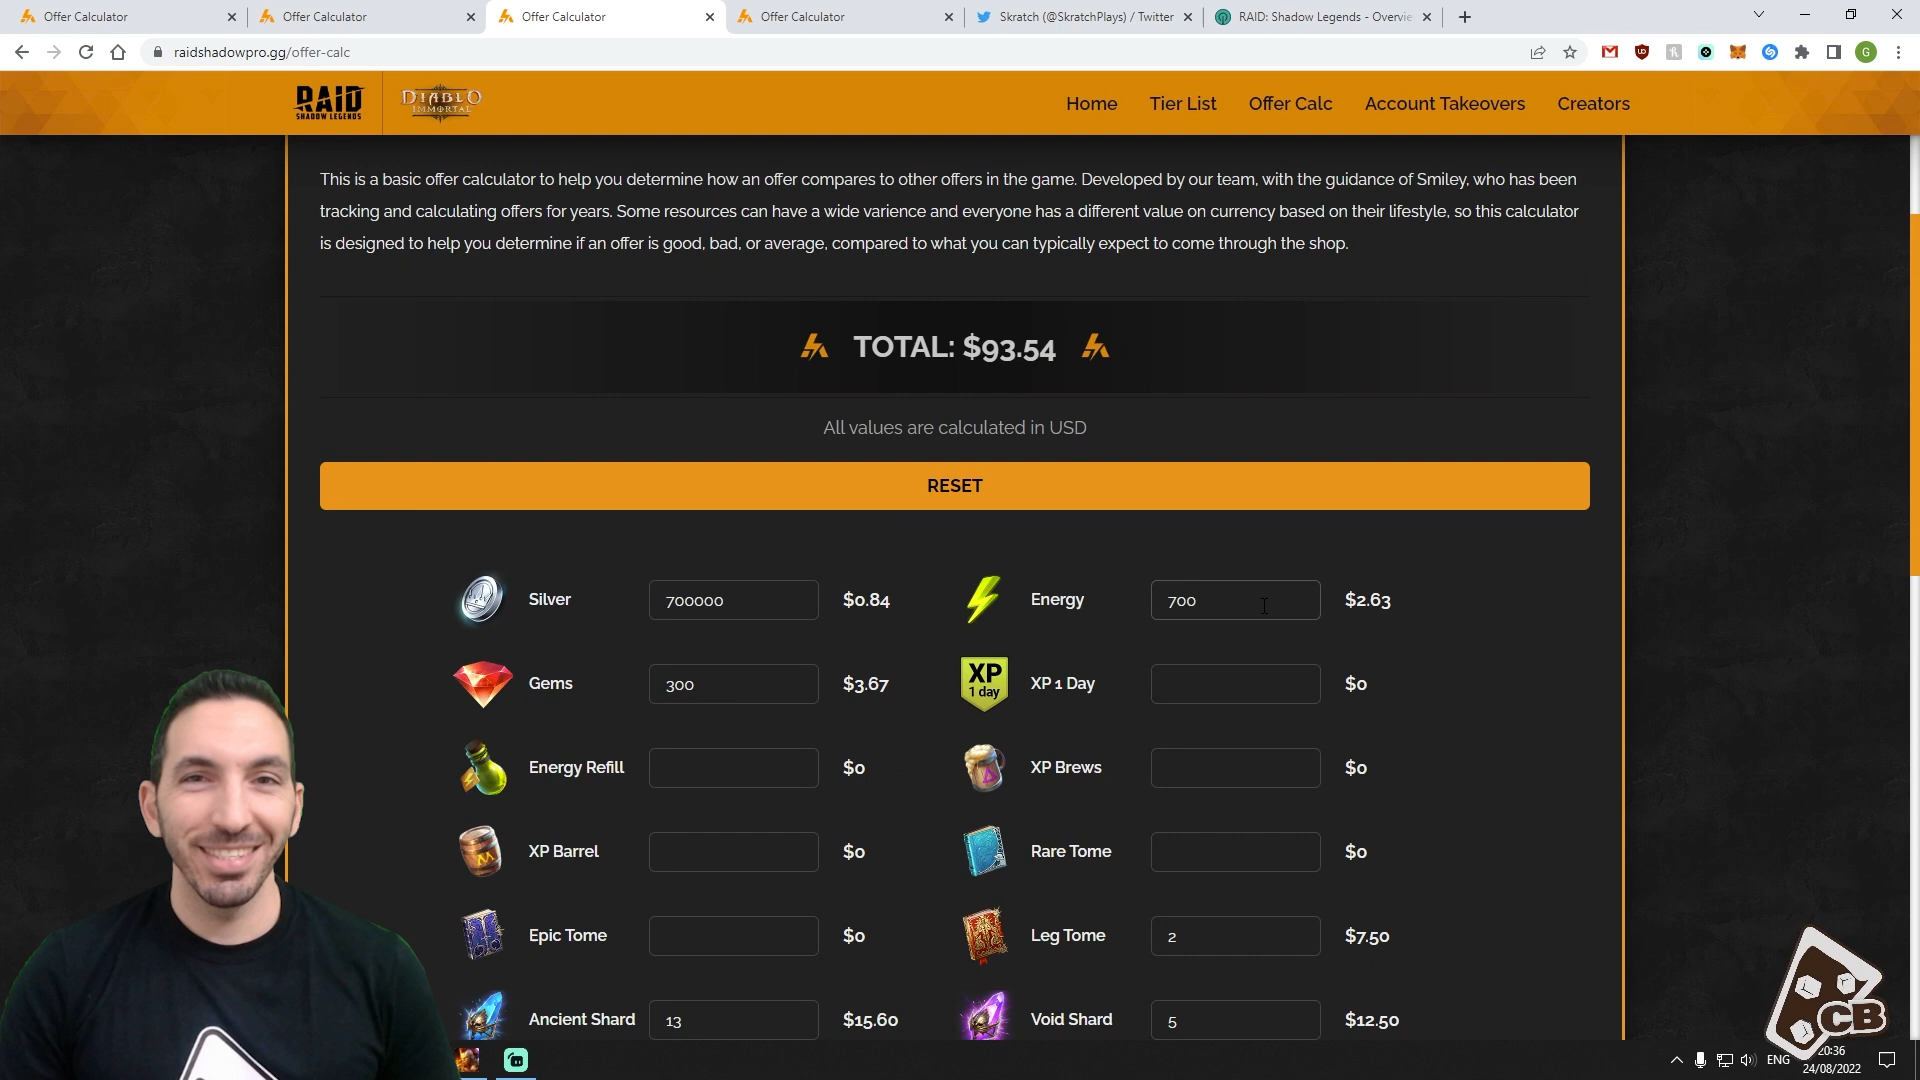 Offer Calculator
Offer Calculator
Offer Calculator
Offer Calculator
Skratch (@SkratchPlays) / Twitter
RAID: Shadow Legends - Overvie
raidshadowpro.gg/offer-calc
G
RAID
SHADOW LEGENDS
DIABLO
IMMORTAL
Home
Tier List
Offer Calc
Account Takeovers
Creators
This is a basic offer calculator to help you determine how an offer compares to other offers in the game. Developed by our team, with the guidance of Smiley, who has been
tracking and calculating offers for years. Some resources can have a wide varience and everyone has a different value on currency based on their lifestyle, so this calculator
is designed to help you determine if an offer is good, bad, or average, compared to what you can typically expect to come through the shop.
TOTAL: $93.54
All values are calculated in USD
RESET
Silver 700000 $0.84 Energy 700 $2.63
Gems 300 $3.67 XP 1 day XP 1 Day $0
Energy Refill $0 XP Brews $0
XP Barrel $0 Rare Tome $0
Epic Tome $0 Leg Tome 2 $7.50
Ancient Shard 13 $15.60 Void Shard 5 $12.50
CB
ENG
20:36
24/08/2022